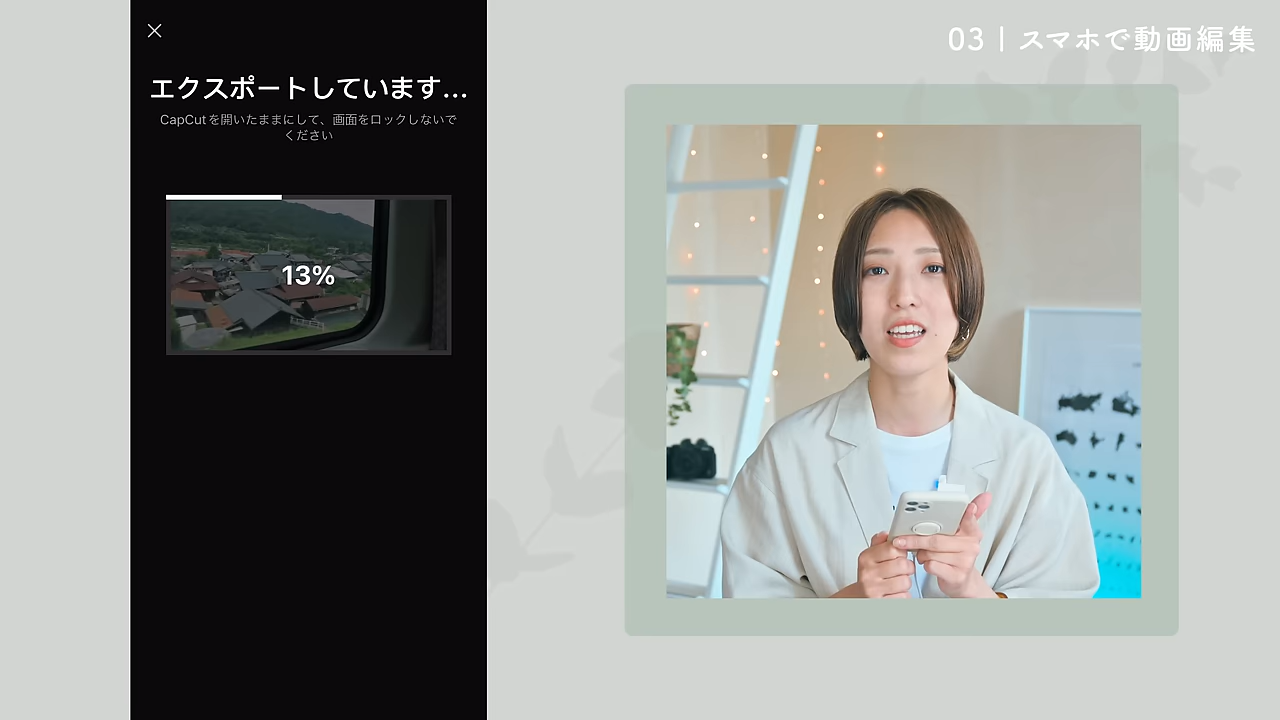 03 | スマホで動画編集
エクスポートしています...
CapCutを開いたままにして、画面をロックしないで
ください
13%